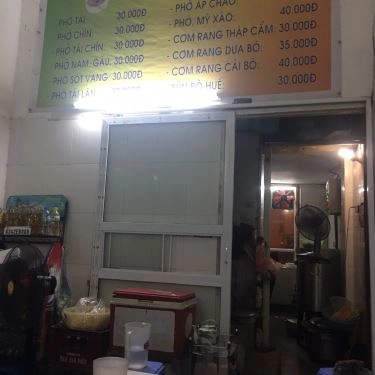 - PHỞ ÁP CHẢO: 40.000Đ
- PHỞ TÁI 30.000Đ
- PHỞ, MỲ XÀO: 40.000Đ
- PHỞ CHÍN: 30.000Đ
- CƠM RANG THẬP CẨM: 30.000Đ
- PHỞ TÁI CHÍN: 30.000Đ
- CƠM RANG DƯA BÒ: 35.000Đ
- PHỞ NẠM, GẦU: 30.000Đ
- CƠM RANG CẢI BÒ: 40.000Đ
- PHỞ SỐT VANG 30.000Đ
- BÚN BÒ HUẾ: 30.000Đ
- PHỞ TÁI LĂN: 30.000Đ
BIA HÀ NỘI